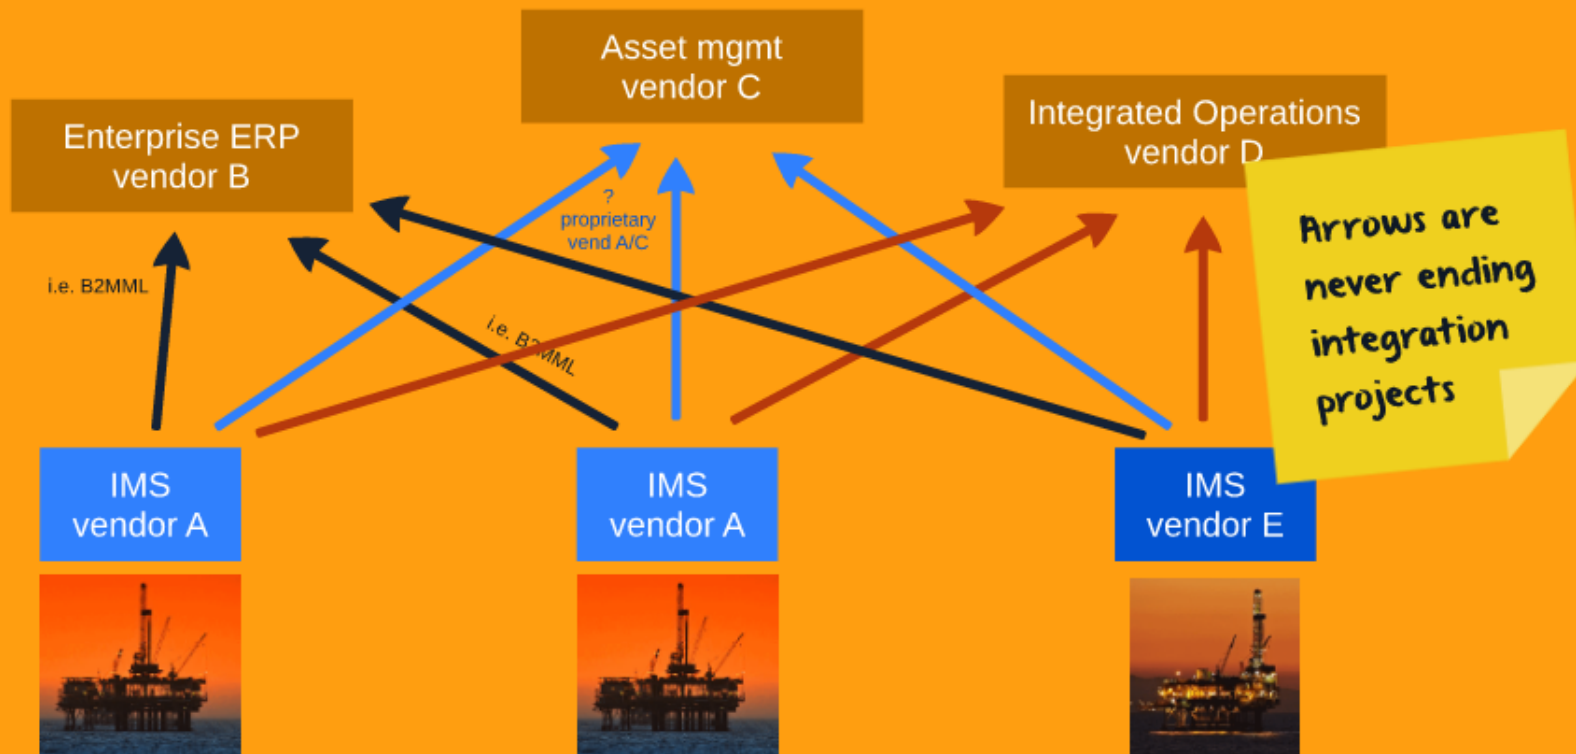 Asset mgmt
vendor C
Enterprise ERP
vendor B
Integrated Operations
vendor D
?
proprietary
vend A/C
i.e. B2MML
i.e. B2MML
Arrows are
never ending
integration
projects
IMS
vendor A
IMS
vendor A
IMS
vendor E